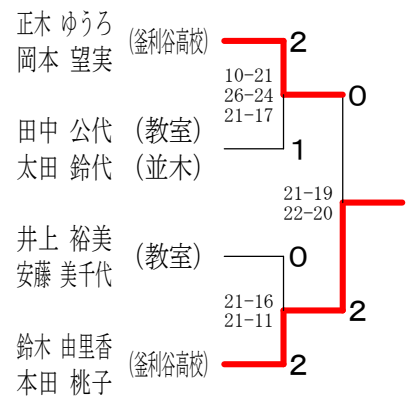 正木 ゆうろ
岡本 望実
(釜利谷高校)
2
10-21
26-24
21-17
0
田中 公代 (教室)
太田 鈴代 (並木)
1
21-19
22-20
井上 裕美
安藤 美千代
(教室)
0
21-16
21-11
2
鈴木 由里香
本田 桃子
(釜利谷高校)
2